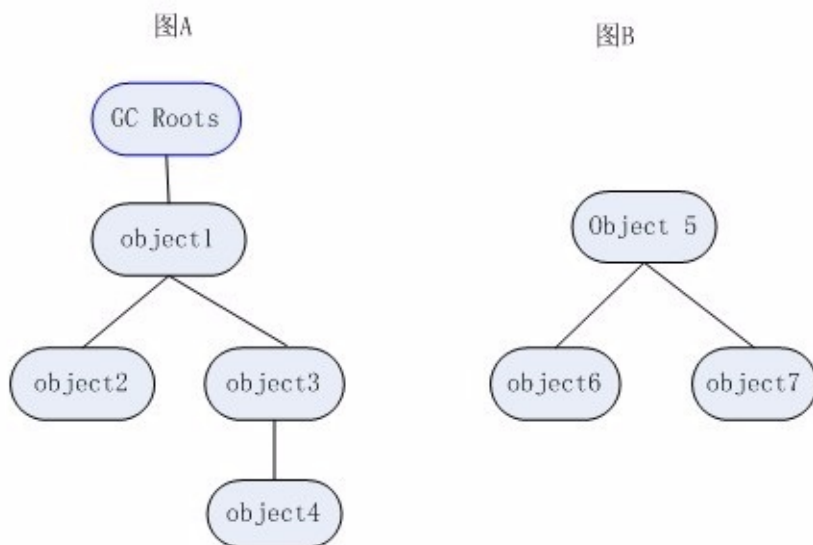 图A
图B
GC Roots
object1
Object 5
object2
object3
object6
object7
object4